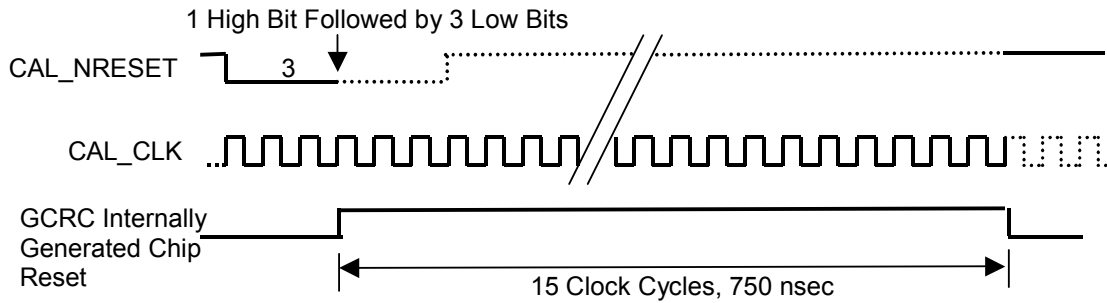 1 High Bit Followed by 3 Low Bits
CAL_NRESET
3
CAL_CLK
GCRC Internally
Generated Chip
Reset
15 Clock Cycles, 750 nsec